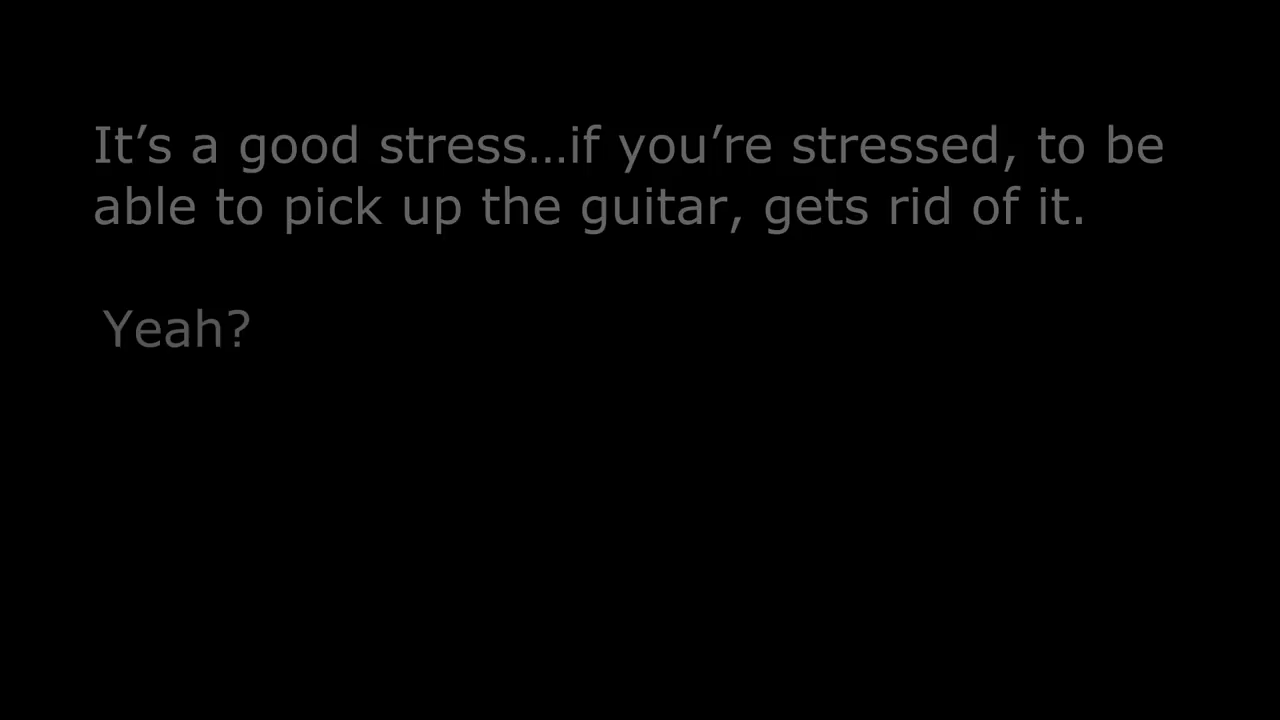 It’s a good stress…if you’re stressed, to be
able to pick up the guitar, gets rid of it.
Yeah?